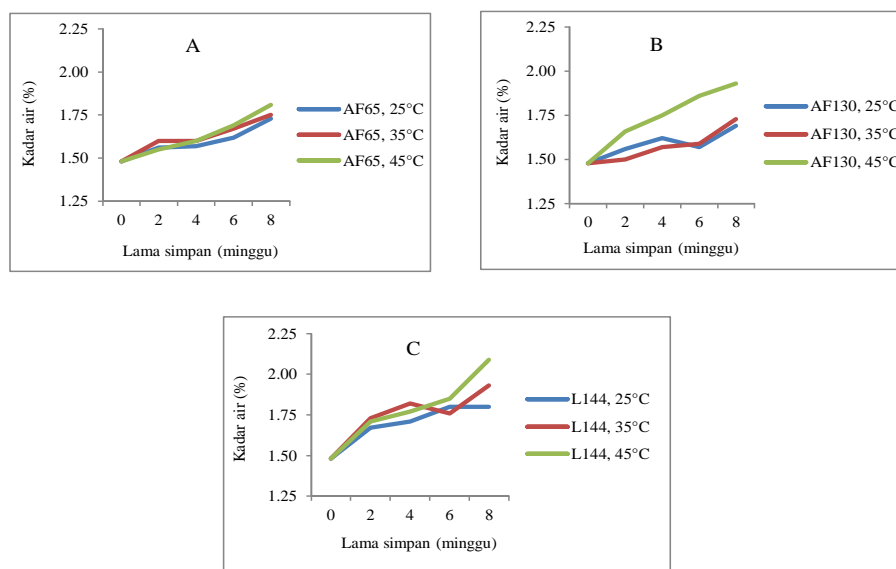 A
2.25
2.00
1.75
1.50
1.25
Kadar air (%)
0 2 4 6 8
Lama simpan (minggu)
AF65, 25°C
AF65, 35°C
AF65, 45°C
B
2.25
2.00
1.75
1.50
1.25
Kadar air (%)
0 2 4 6 8
Lama simpan (minggu)
AF130, 25°C
AF130, 35°C
AF130, 45°C
C
2.25
2.00
1.75
1.50
1.25
Kadar air (%)
0 2 4 6 8
Lama simpan (minggu)
L144, 25°C
L144, 35°C
L144, 45°C